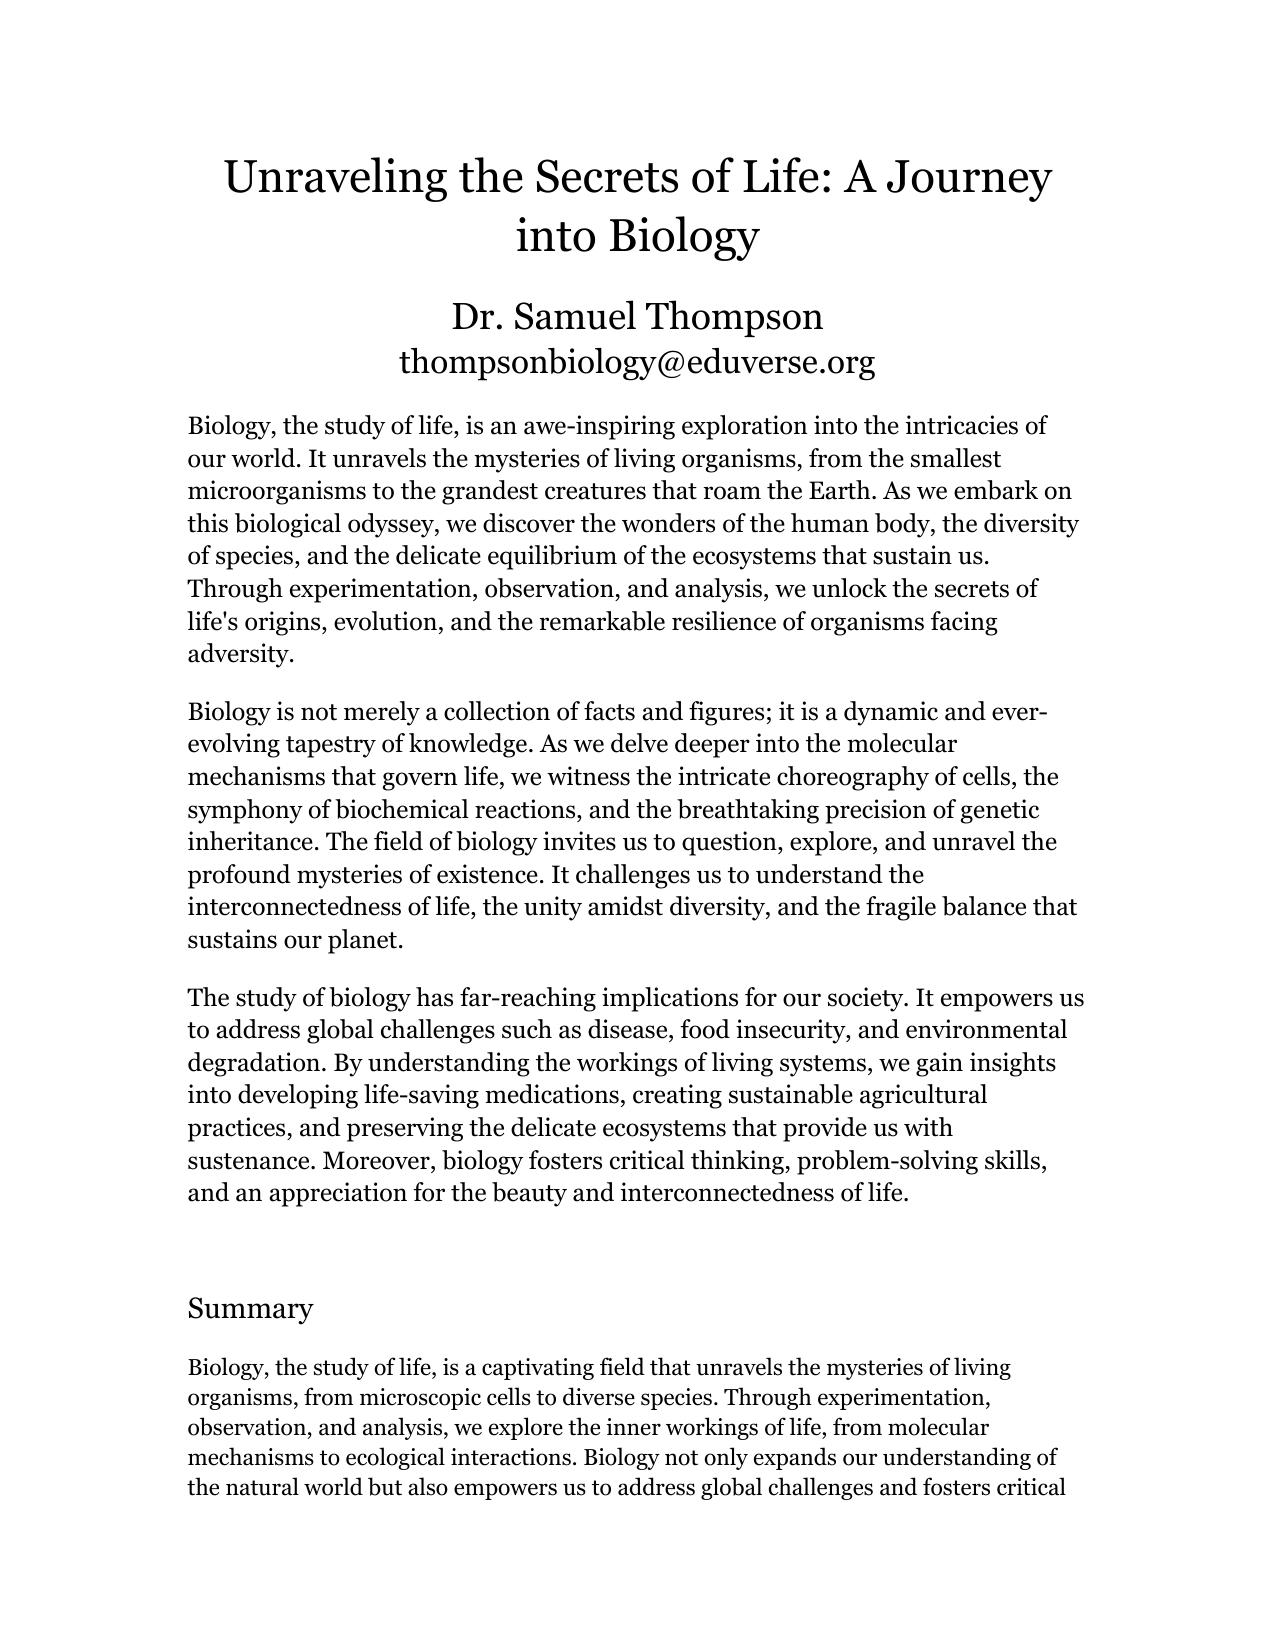 Unraveling the Secrets of Life: A Journey
into Biology
Dr. Samuel Thompson
thompsonbiology@eduverse.org
Biology, the study of life, is an awe-inspiring exploration into the intricacies of
our world. It unravels the mysteries of living organisms, from the smallest
microorganisms to the grandest creatures that roam the Earth. As we embark on
this biological odyssey, we discover the wonders of the human body, the diversity
of species, and the delicate equilibrium of the ecosystems that sustain us.
Through experimentation, observation, and analysis, we unlock the secrets of
life's origins, evolution, and the remarkable resilience of organisms facing
adversity.
Biology is not merely a collection of facts and figures; it is a dynamic and ever-
evolving tapestry of knowledge. As we delve deeper into the molecular
mechanisms that govern life, we witness the intricate choreography of cells, the
symphony of biochemical reactions, and the breathtaking precision of genetic
inheritance. The field of biology invites us to question, explore, and unravel the
profound mysteries of existence. It challenges us to understand the
interconnectedness of life, the unity amidst diversity, and the fragile balance that
sustains our planet.
The study of biology has far-reaching implications for our society. It empowers us
to address global challenges such as disease, food insecurity, and environmental
degradation. By understanding the workings of living systems, we gain insights
into developing life-saving medications, creating sustainable agricultural
practices, and preserving the delicate ecosystems that provide us with
sustenance. Moreover, biology fosters critical thinking, problem-solving skills,
and an appreciation for the beauty and interconnectedness of life.
Summary
Biology, the study of life, is a captivating field that unravels the mysteries of living
organisms, from microscopic cells to diverse species. Through experimentation,
observation, and analysis, we explore the inner workings of life, from molecular
mechanisms to ecological interactions. Biology not only expands our understanding of
the natural world but also empowers us to address global challenges and fosters critical